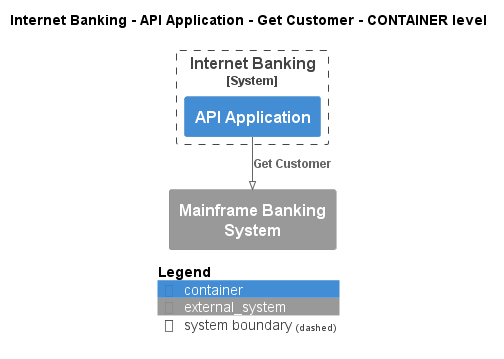 Internet Banking - API Application - Get Customer - CONTAINER level
Internet Banking
[System]
API Application
Get Customer
Mainframe Banking
System
Legend
container
external_system
system boundary (dashed)